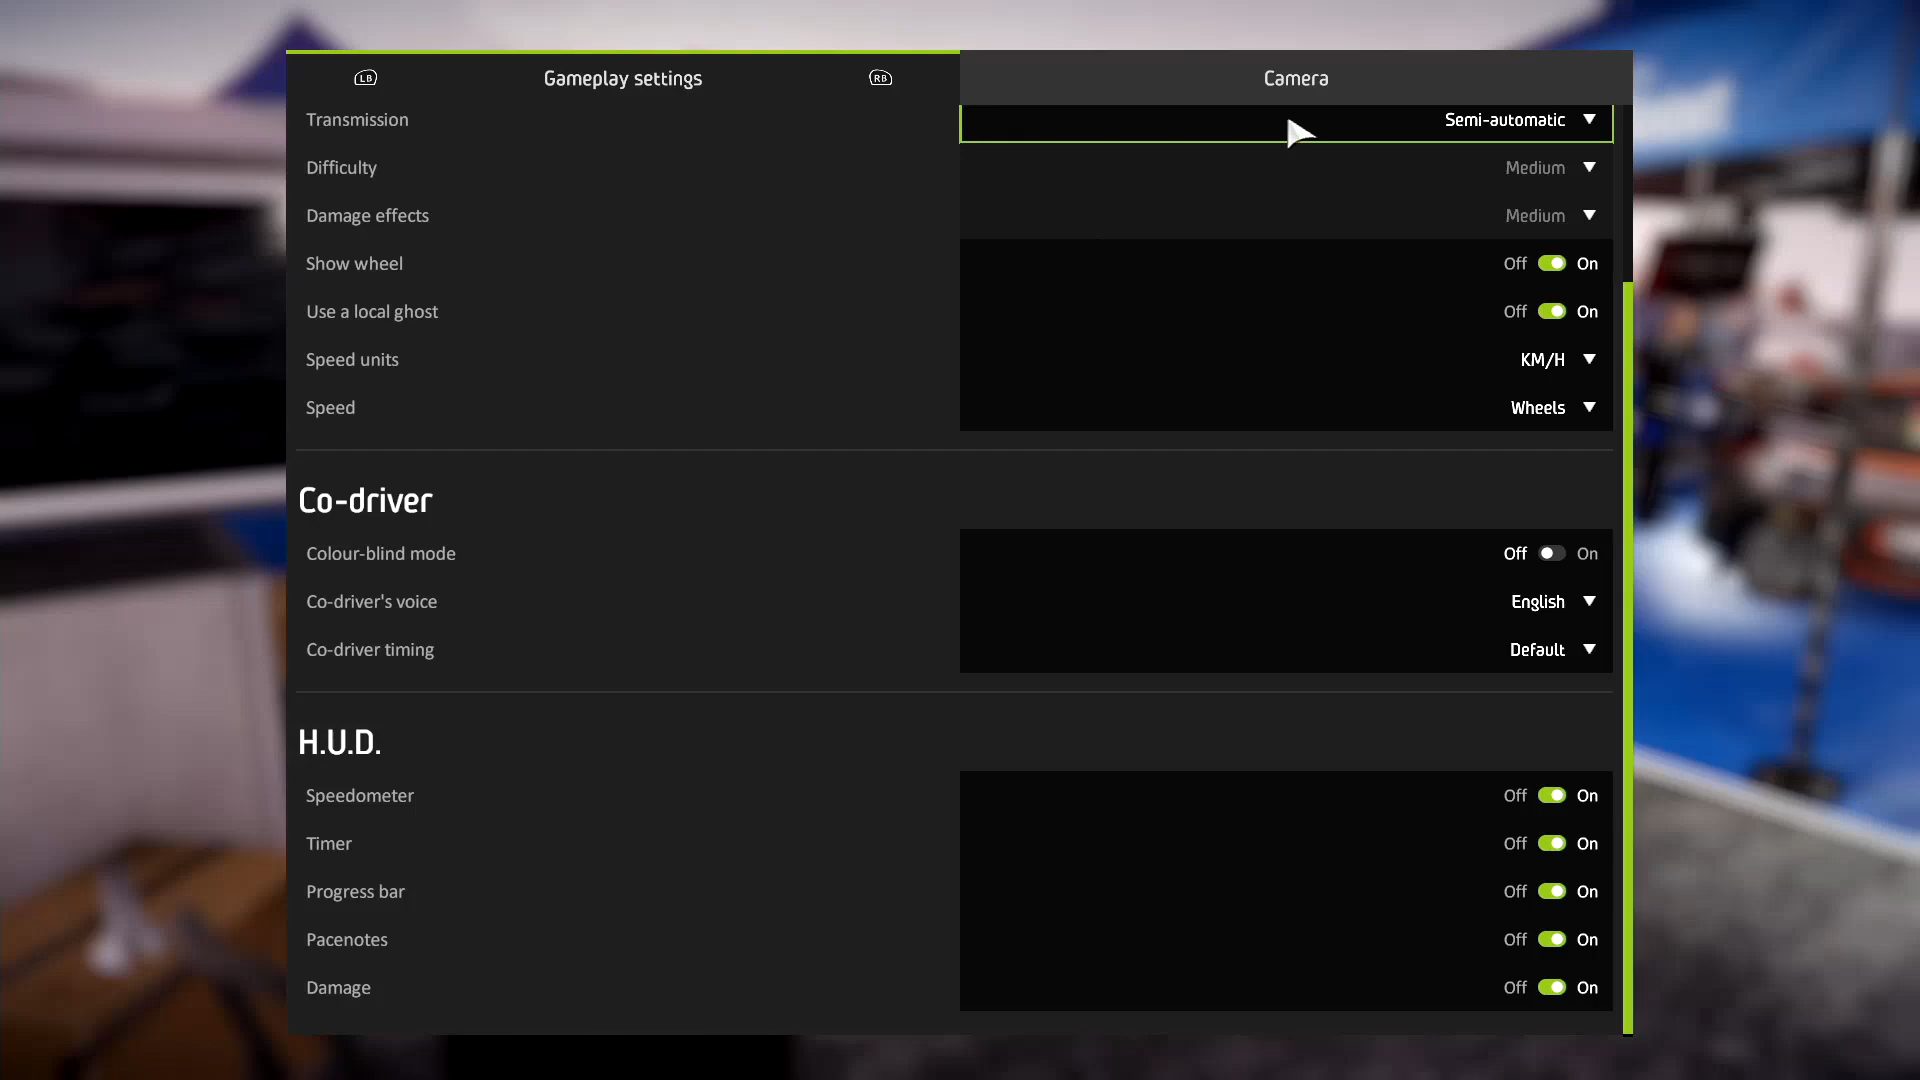 LB Gameplay settings RB Camera
Transmission Semi-automatic
Difficulty Medium
Damage effects Medium
Show wheel Off On
Use a local ghost Off On
Speed units KM/H
Speed Wheels
Co-driver
Colour-blind mode Off On
Co-driver's voice English
Co-driver timing Default
H.U.D.
Speedometer Off On
Timer Off On
Progress bar Off On
Pacenotes Off On
Damage Off On